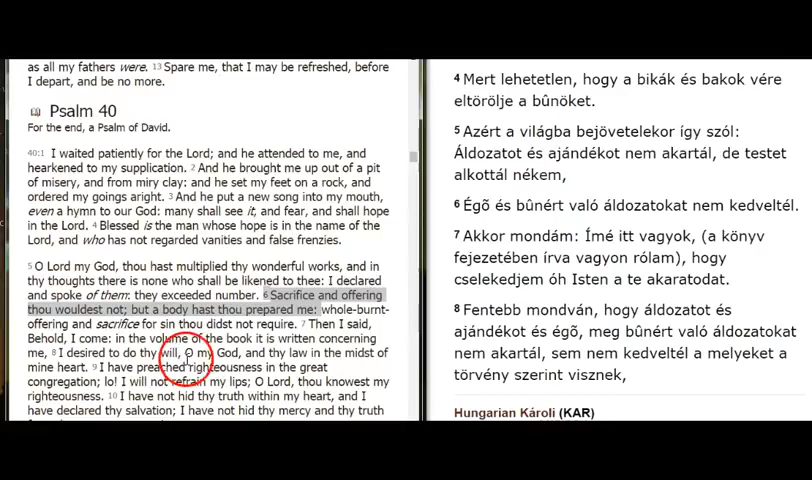 as all my fathers were. 13 Spare me, that I may be refreshed, before
I depart, and be no more.
Psalm 40
For the end, a Psalm of David.
40:1 I waited patiently for the Lord; and he attended to me, and
hearkened to my supplication. 2 And he brought me up out of a pit
of misery, and from miry clay: and he set my feet on a rock, and
ordered my goings aright. 3 And he put a new song into my mouth,
even a hymn to our God: many shall see it, and fear, and shall hope
in the Lord. 4 Blessed is the man whose hope is in the name of the
Lord, and who has not regarded vanities and false frenzies.
5 O Lord my God, thou hast multiplied thy wonderful works, and in
thy thoughts there is none who shall be likened to thee: I declared
and spoke of them: they exceeded number. 6 Sacrifice and offering
thou wouldest not; but a body hast thou prepared me: whole-burnt-
offering and sacrifice for sin thou didst not require. 7 Then I said,
Behold, I come: in the volume of the book it is written concerning
me, 8 I desired to do thy will, O my God, and thy law in the midst of
mine heart. 9 I have preached righteousness in the great
congregation; lo! I will not refrain my lips; O Lord, thou knowest my
righteousness. 10 I have not hid thy truth within my heart, and I
have declared thy salvation; I have not hid thy mercy and thy truth
4 Mert lehetetlen, hogy a bikák és bakok vére
eltörölje a bûnöket.
5 Azért a világba bejövetelekor így szól:
Áldozatot és ajándékot nem akartál, de testet
alkottál nékem,
6 Égõ és bûnért való áldozatokat nem kedveltél.
7 Akkor mondám: Ímé itt vagyok, (a könyv
fejezetében írva vagyon rólam), hogy
cselekedjem óh Isten a te akaratodat.
8 Fentebb mondván, hogy áldozatot és
ajándékot és égõ, meg bûnért való áldozatokat
nem akartál, sem nem kedveltél a melyeket a
törvény szerint visznek,
Hungarian Károli (KAR)